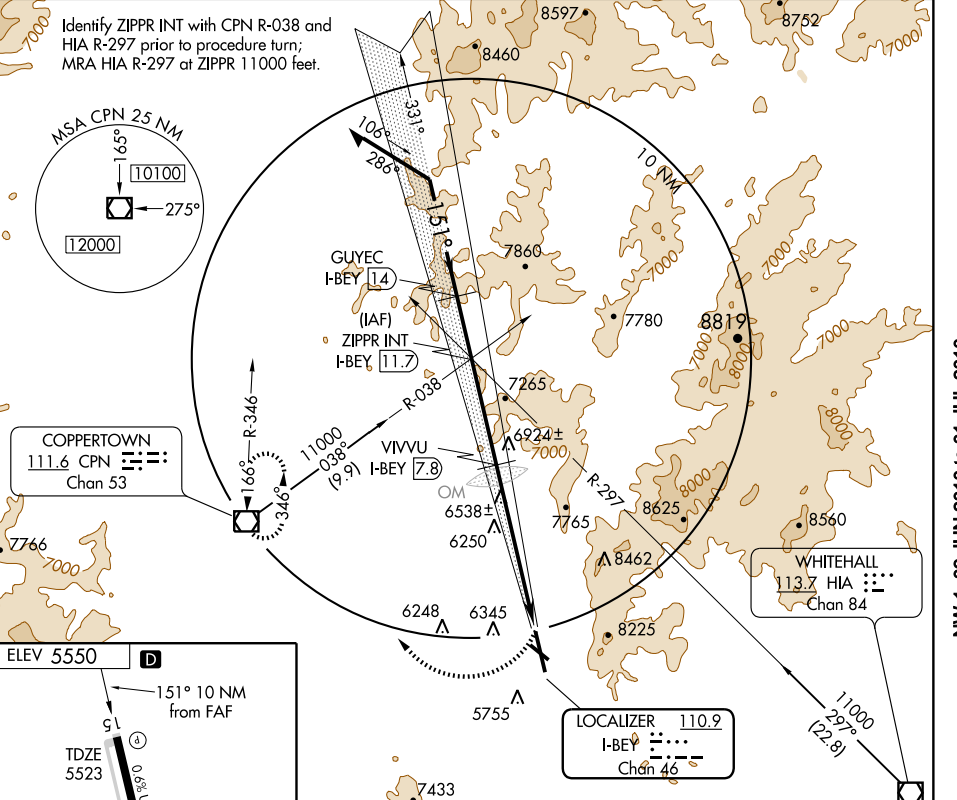 Identify ZIPPR INT with CPN R-038 and
HIA R-297 prior to procedure turn;
MRA HIA R-297 at ZIPPR 11000 feet.
7000
8597
8752
8460
7000
MSA CPN 25 NM
165°
10100
275°
12000
331°
106°
286°
10 NM
151°
GUYEC
I-BEY 14
7860
7000
7000
(IAF)
ZIPPR INT
I-BEY 11.7
7780
8819
7000
7000
8000
R-346
R-038
7265
6924±
7000
8000
COPPERTOWN
111.6 CPN
Chan 53
11000
038°
(9.9)
166°
346°
VIVVU
I-BEY 7.8
OM
R-297
8000
6538±
6250
7765
8625
8560
7766
7000
8462
WHITEHALL
113.7 HIA
Chan 84
6248
6345
8225
ELEV 5550
D
151° 10 NM
from FAF
15
P
TDZE
5523
5755
LOCALIZER 110.9
I-BEY
Chan 46
11000
297°
(22.8)
7433